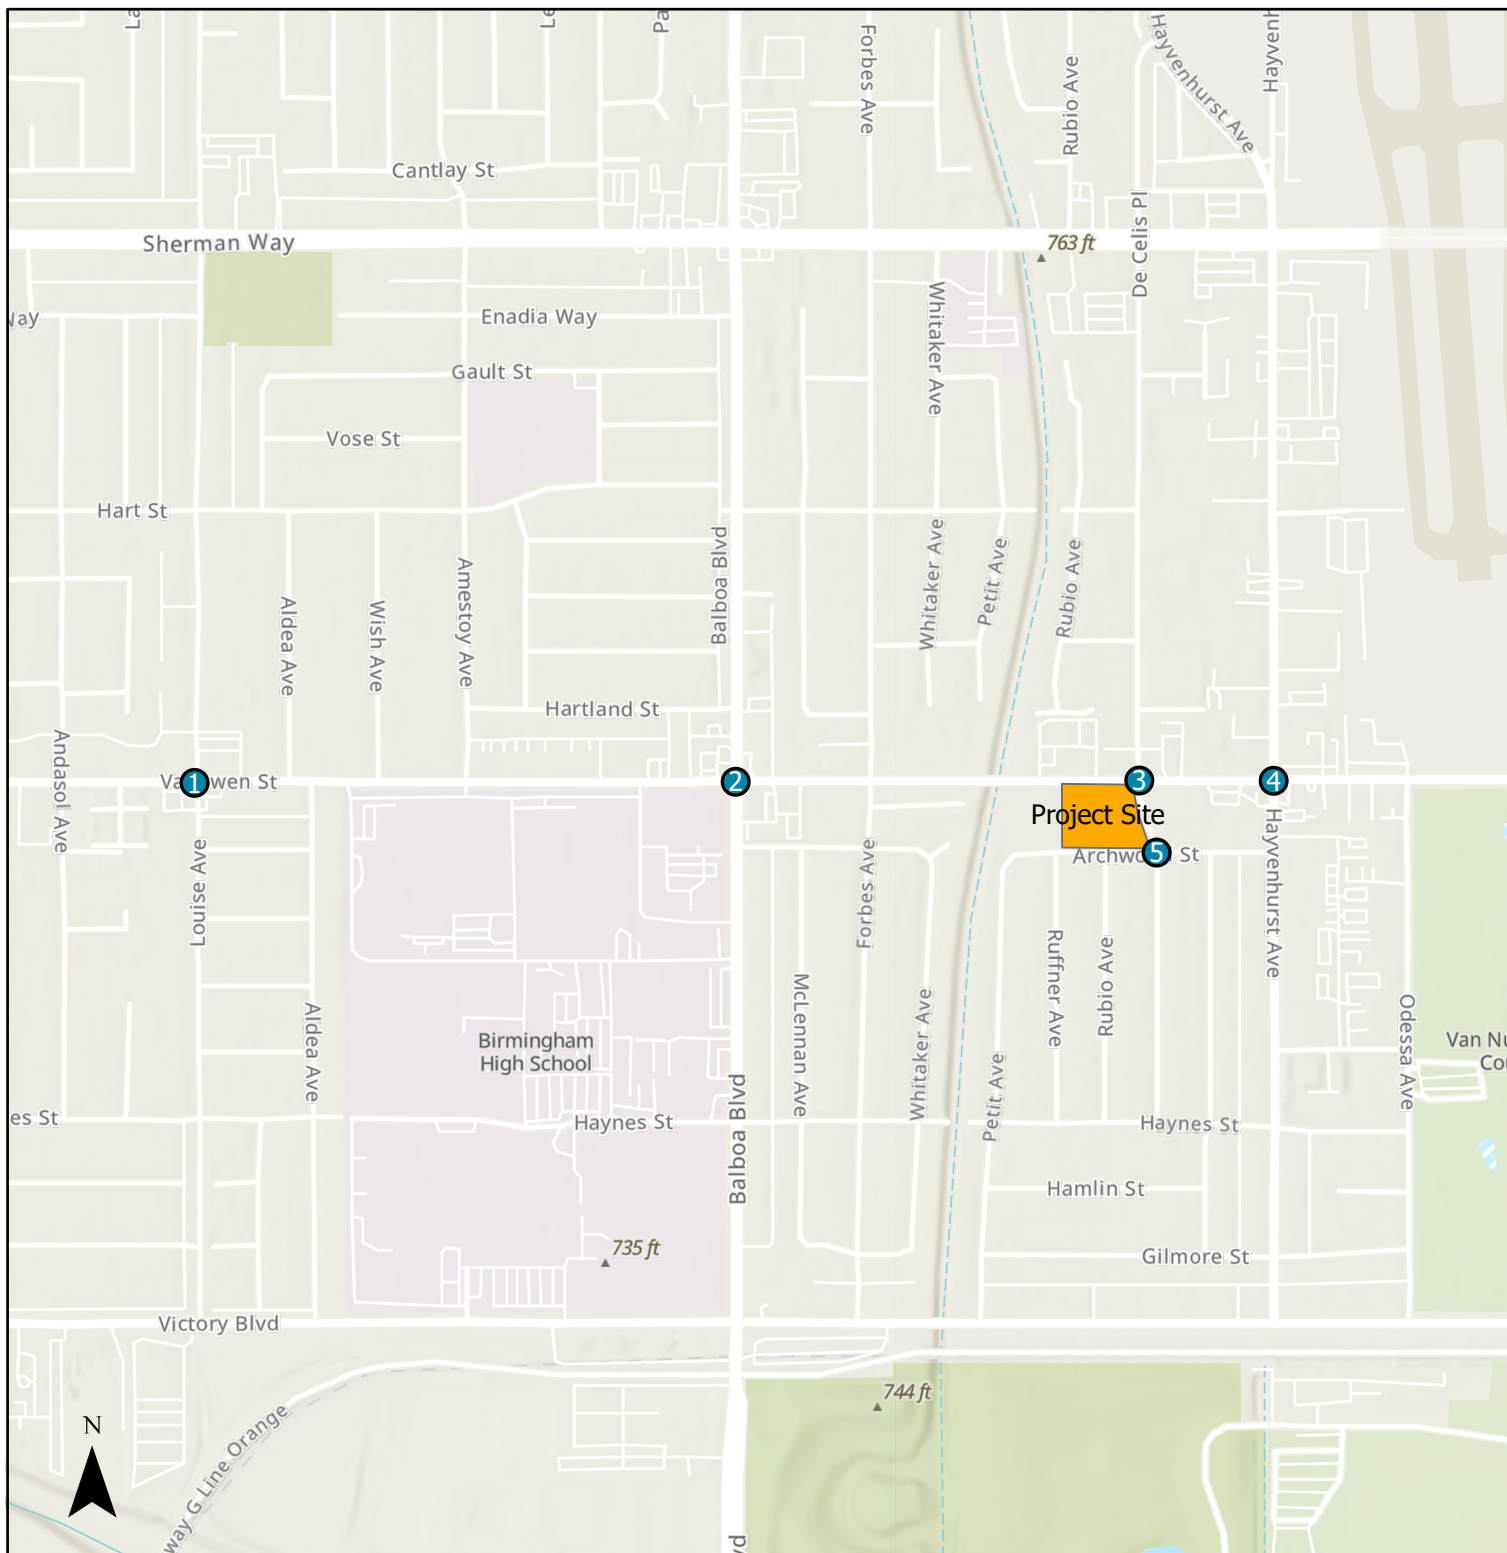 Forbes Ave
Rubio Ave
Hayvenhurst Ave
Cantlay St
Sherman Way
763 ft
De Celis Pl
Enadia Way
Whitaker Ave
Gault St
Vose St
Hart St
Balboa Blvd
Whitaker Ave
Petit Ave
Rubio Ave
Amestoy Ave
Aldea Ave
Wish Ave
Hartland St
Andasol Ave
1
2
3
4
Project Site
5
Louise Ave
Forbes Ave
Hayvenhurst Ave
Ruffner Ave
Rubio Ave
McLennan Ave
Whitaker Ave
Odessa Ave
Aldea Ave
Birmingham
High School
Petit Ave
Balboa Blvd
es St
Haynes St
Haynes St
Hamlin St
735 ft
Gilmore St
Victory Blvd
744 ft
N
way G Line Orange